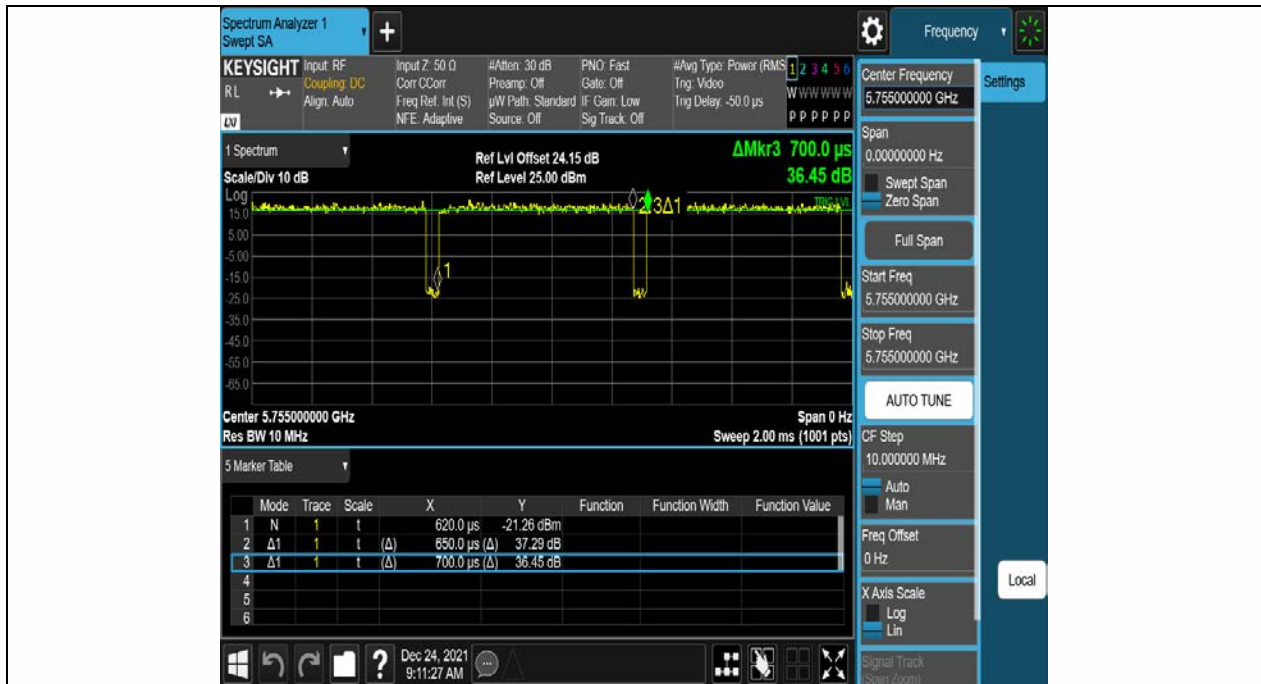 Spectrum Analyzer 1
Swept SA
+
Frequency
KEYSIGHT
RL
LXI
Input: RF
Coupling: DC
Align: Auto
Input Z: 50 Ω
Corr CCorr
Freq Ref: Int (S)
NFE: Adaptive
#Atten: 30 dB
Preamp: Off
µW Path: Standard
Source: Off
PNO: Fast
Gate: Off
IF Gain: Low
Sig Track: Off
#Avg Type: Power (RMS
Trig: Video
Trig Delay: -50.0 µs
1 2 3 4 5 6
W W W W W W
P P P P P P
1 Spectrum
Scale/Div 10 dB
Ref Lvl Offset 24.15 dB
Ref Level 25.00 dBm
ΔMkr3 700.0 µs
36.45 dB
Log
15.0
5.00
-5.00
-15.0
-25.0
-35.0
-45.0
-55.0
-65.0
1
3Δ1
TRIG LVL
Center 5.755000000 GHz
Span 0 Hz
Res BW 10 MHz
Sweep 2.00 ms (1001 pts)
5 Marker Table
Mode Trace Scale X Y Function Function Width Function Value
1 N 1 t 620.0 µs -21.26 dBm
2 Δ1 1 t (Δ) 650.0 µs (Δ) 37.29 dB
3 Δ1 1 t (Δ) 700.0 µs (Δ) 36.45 dB
4
5
6
?
Dec 24, 2021
9:11:27 AM
Center Frequency
5.755000000 GHz
Settings
Span
0.00000000 Hz
Swept Span
Zero Span
Full Span
Start Freq
5.755000000 GHz
Stop Freq
5.755000000 GHz
AUTO TUNE
CF Step
10.000000 MHz
Auto
Man
Freq Offset
0 Hz
X Axis Scale
Log
Lin
Local
Signal Track
(Span Zoom)